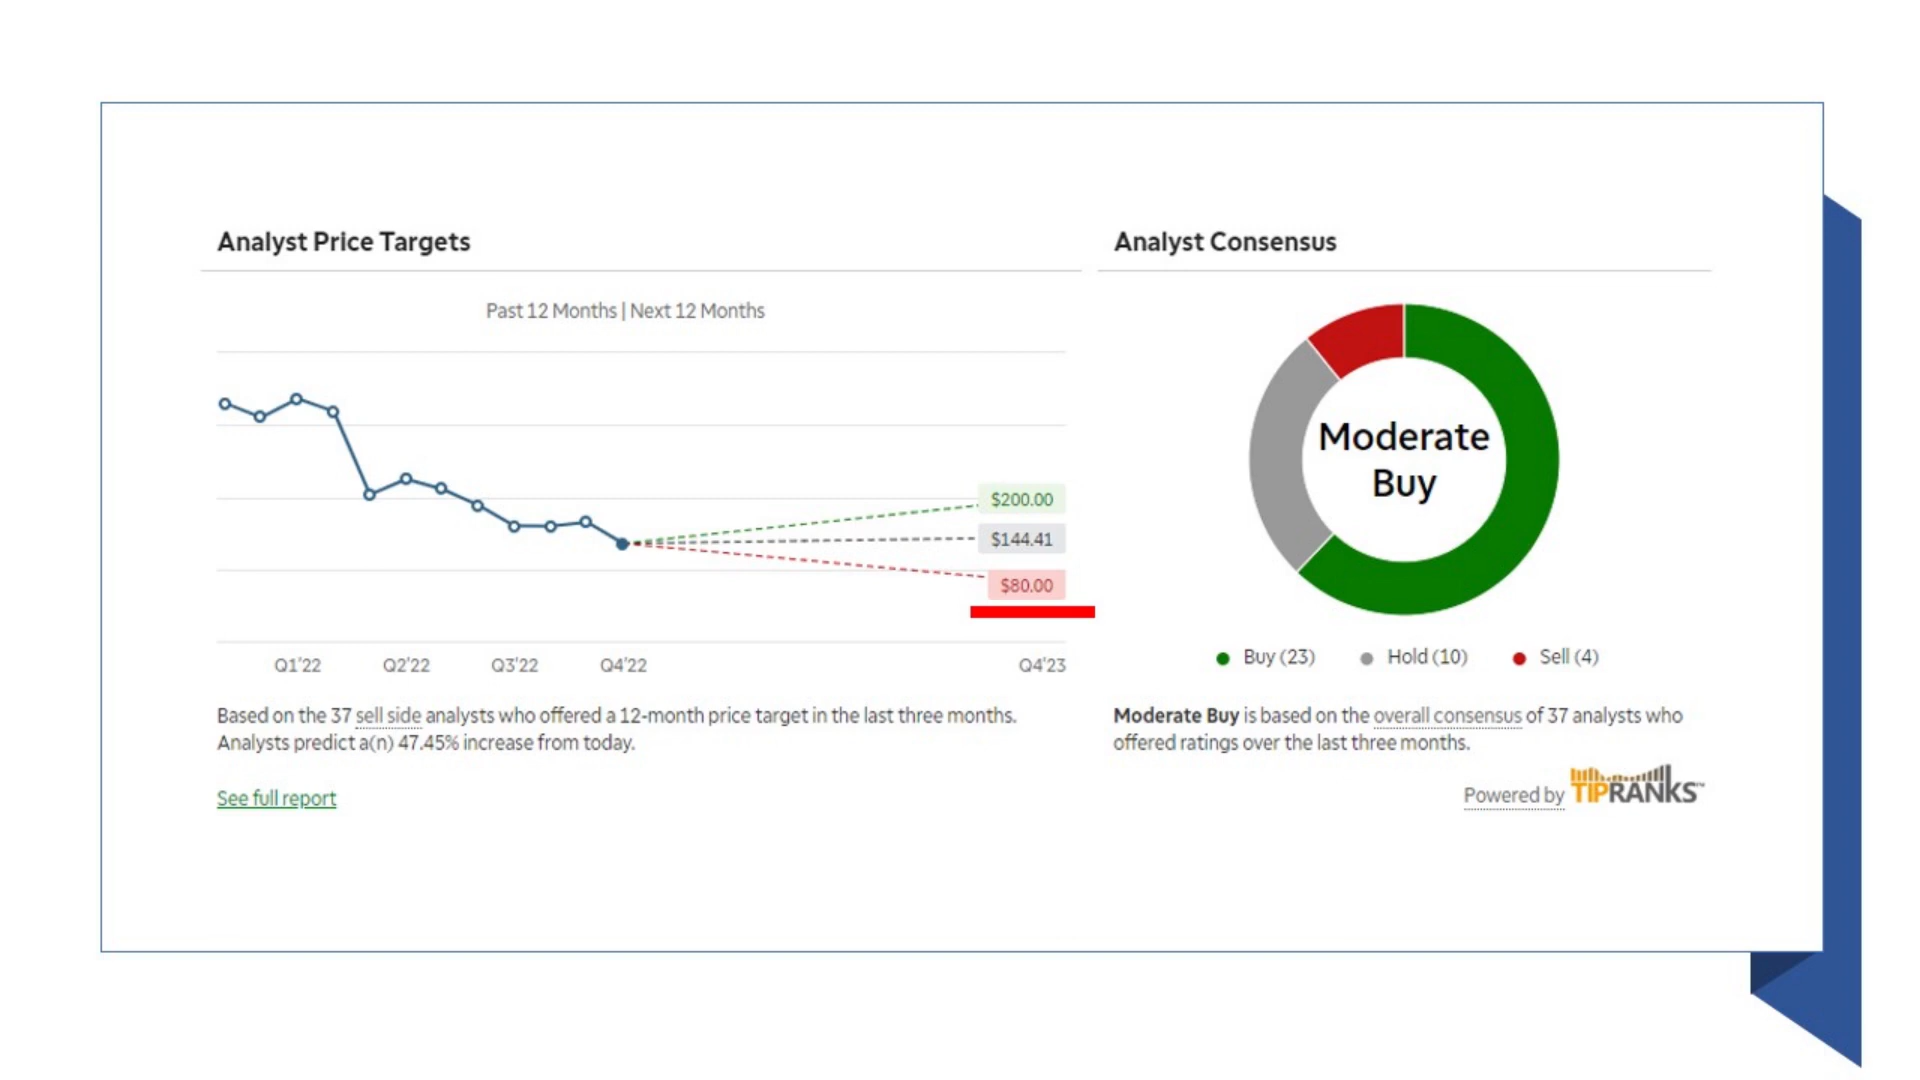 Analyst Price Targets
Past 12 Months | Next 12 Months
$200.00
$144.41
$80.00
Q1'22 Q2'22 Q3'22 Q4'22 Q4'23
Based on the 37 sell side analysts who offered a 12-month price target in the last three months.
Analysts predict a(n) 47.45% increase from today.
See full report
Analyst Consensus
Moderate
Buy
Buy (23) Hold (10) Sell (4)
Moderate Buy is based on the overall consensus of 37 analysts who
offered ratings over the last three months.
Powered by TIPRANKS™